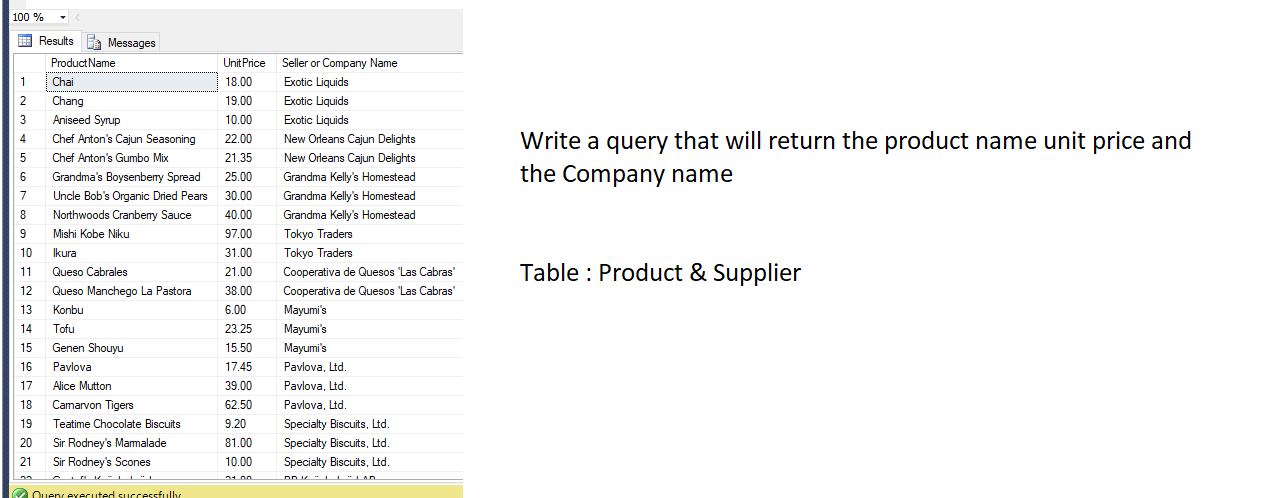 100 %
Results Messages
ProductName UnitPrice Seller or Company Name
1 Chai 18.00 Exotic Liquids
2 Chang 19.00 Exotic Liquids
3 Aniseed Syrup 10.00 Exotic Liquids
4 Chef Anton's Cajun Seasoning 22.00 New Orleans Cajun Delights
5 Chef Anton's Gumbo Mix 21.35 New Orleans Cajun Delights
6 Grandma's Boysenberry Spread 25.00 Grandma Kelly's Homestead
7 Uncle Bob's Organic Dried Pears 30.00 Grandma Kelly's Homestead
8 Northwoods Cranberry Sauce 40.00 Grandma Kelly's Homestead
9 Mishi Kobe Niku 97.00 Tokyo Traders
10 Ikura 31.00 Tokyo Traders
11 Queso Cabrales 21.00 Cooperativa de Quesos 'Las Cabras'
12 Queso Manchego La Pastora 38.00 Cooperativa de Quesos 'Las Cabras'
13 Konbu 6.00 Mayumi's
14 Tofu 23.25 Mayumi's
15 Genen Shouyu 15.50 Mayumi's
16 Pavlova 17.45 Pavlova, Ltd.
17 Alice Mutton 39.00 Pavlova, Ltd.
18 Carnarvon Tigers 62.50 Pavlova, Ltd.
19 Teatime Chocolate Biscuits 9.20 Specialty Biscuits, Ltd.
20 Sir Rodney's Marmalade 81.00 Specialty Biscuits, Ltd.
21 Sir Rodney's Scones 10.00 Specialty Biscuits, Ltd.
Query executed successfully
Write a query that will return the product name unit price and
the Company name
Table : Product & Supplier